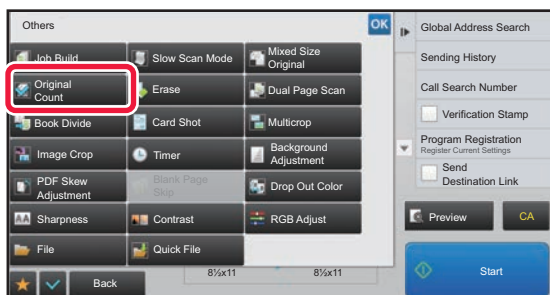 Others
OK
Job Build
Slow Scan Mode
Mixed Size
Original
Original
Count
Erase
Dual Page Scan
Book Divide
Card Shot
Multicrop
Image Crop
Timer
Background
Adjustment
PDF Skew
Adjustment
Blank Page
Skip
Drop Out Color
AA Sharpness
Contrast
RGB Adjust
File
Quick File
Back
8½x11
8½x11
Global Address Search
Sending History
Call Search Number
Verification Stamp
Program Registration
Register Current Settings
Send
Destination Link
Preview
CA
Start